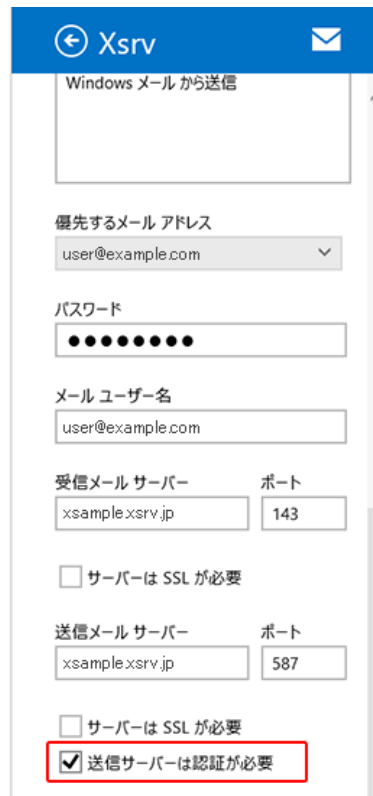 Xsrv
Windows メール から送信
優先するメール アドレス
user@example.com
パスワード
●●●●●●●●
メール ユーザー名
user@example.com
受信メール サーバー ポート
xsample.xsrv.jp 143
サーバーは SSL が必要
送信メール サーバー ポート
xsample.xsrv.jp 587
サーバーは SSL が必要
送信サーバーは認証が必要